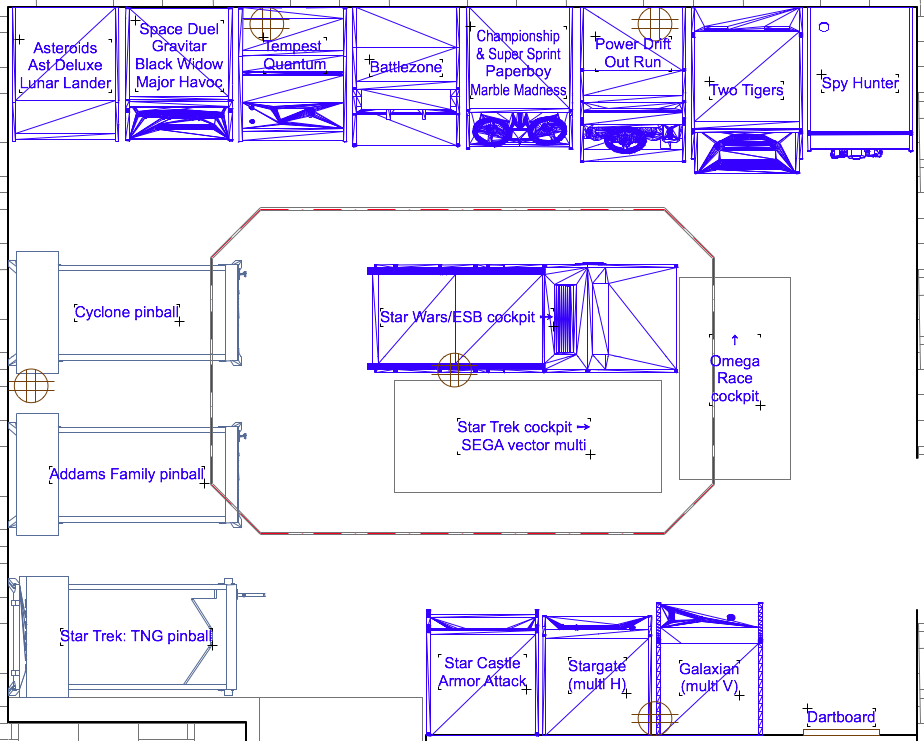 Asteroids
Ast Deluxe
Lunar Lander
Space Duel
Gravitar
Black Widow
Major Havoc
Tempest
Quantum
Battlezone
Championship
& Super Sprint
Paperboy
Marble Madness
Power Drift
Out Run
Two Tigers
Spy Hunter
Cyclone pinball
Star Wars/ESB cockpit →
↑
Omega
Race
cockpit
Star Trek cockpit →
SEGA vector multi
Addams Family pinball
Star Trek: TNG pinball
Star Castle
Armor Attack
Stargate
(multi H)
Galaxian
(multi V)
Dartboard